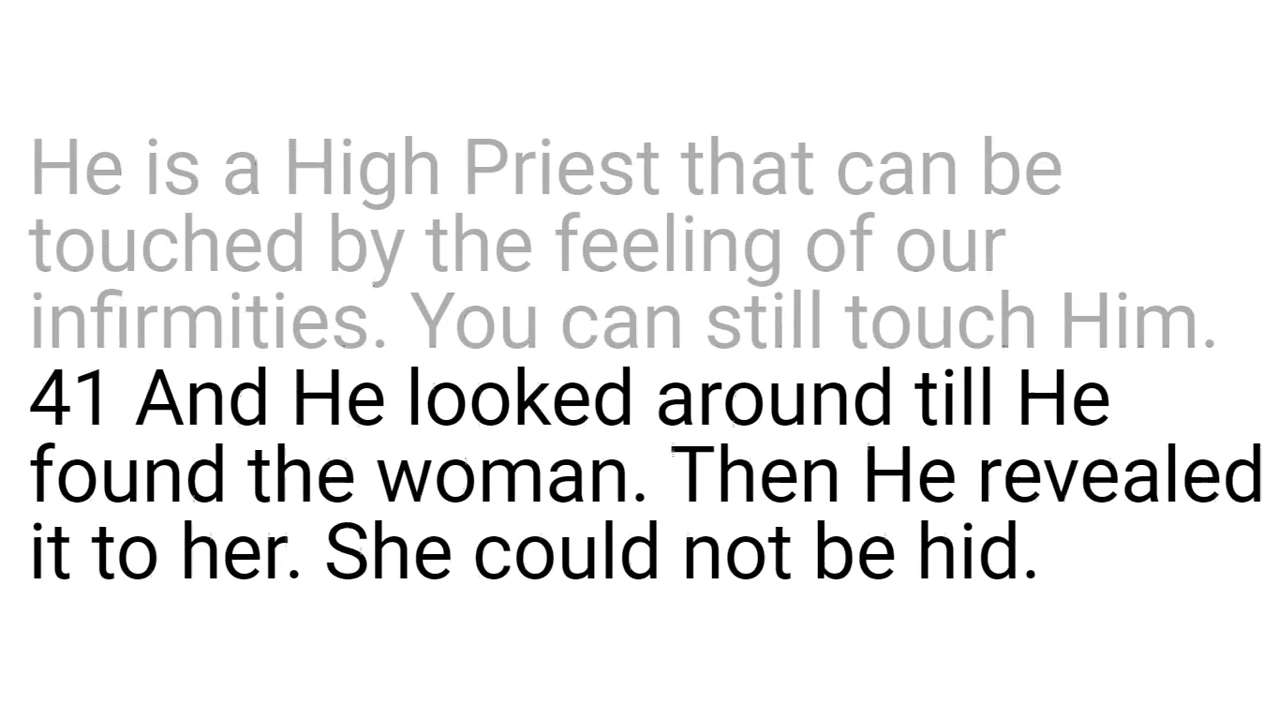 He is a High Priest that can be
touched by the feeling of our
infirmities. You can still touch Him.
41 And He looked around till He
found the woman. Then He revealed
it to her. She could not be hid.